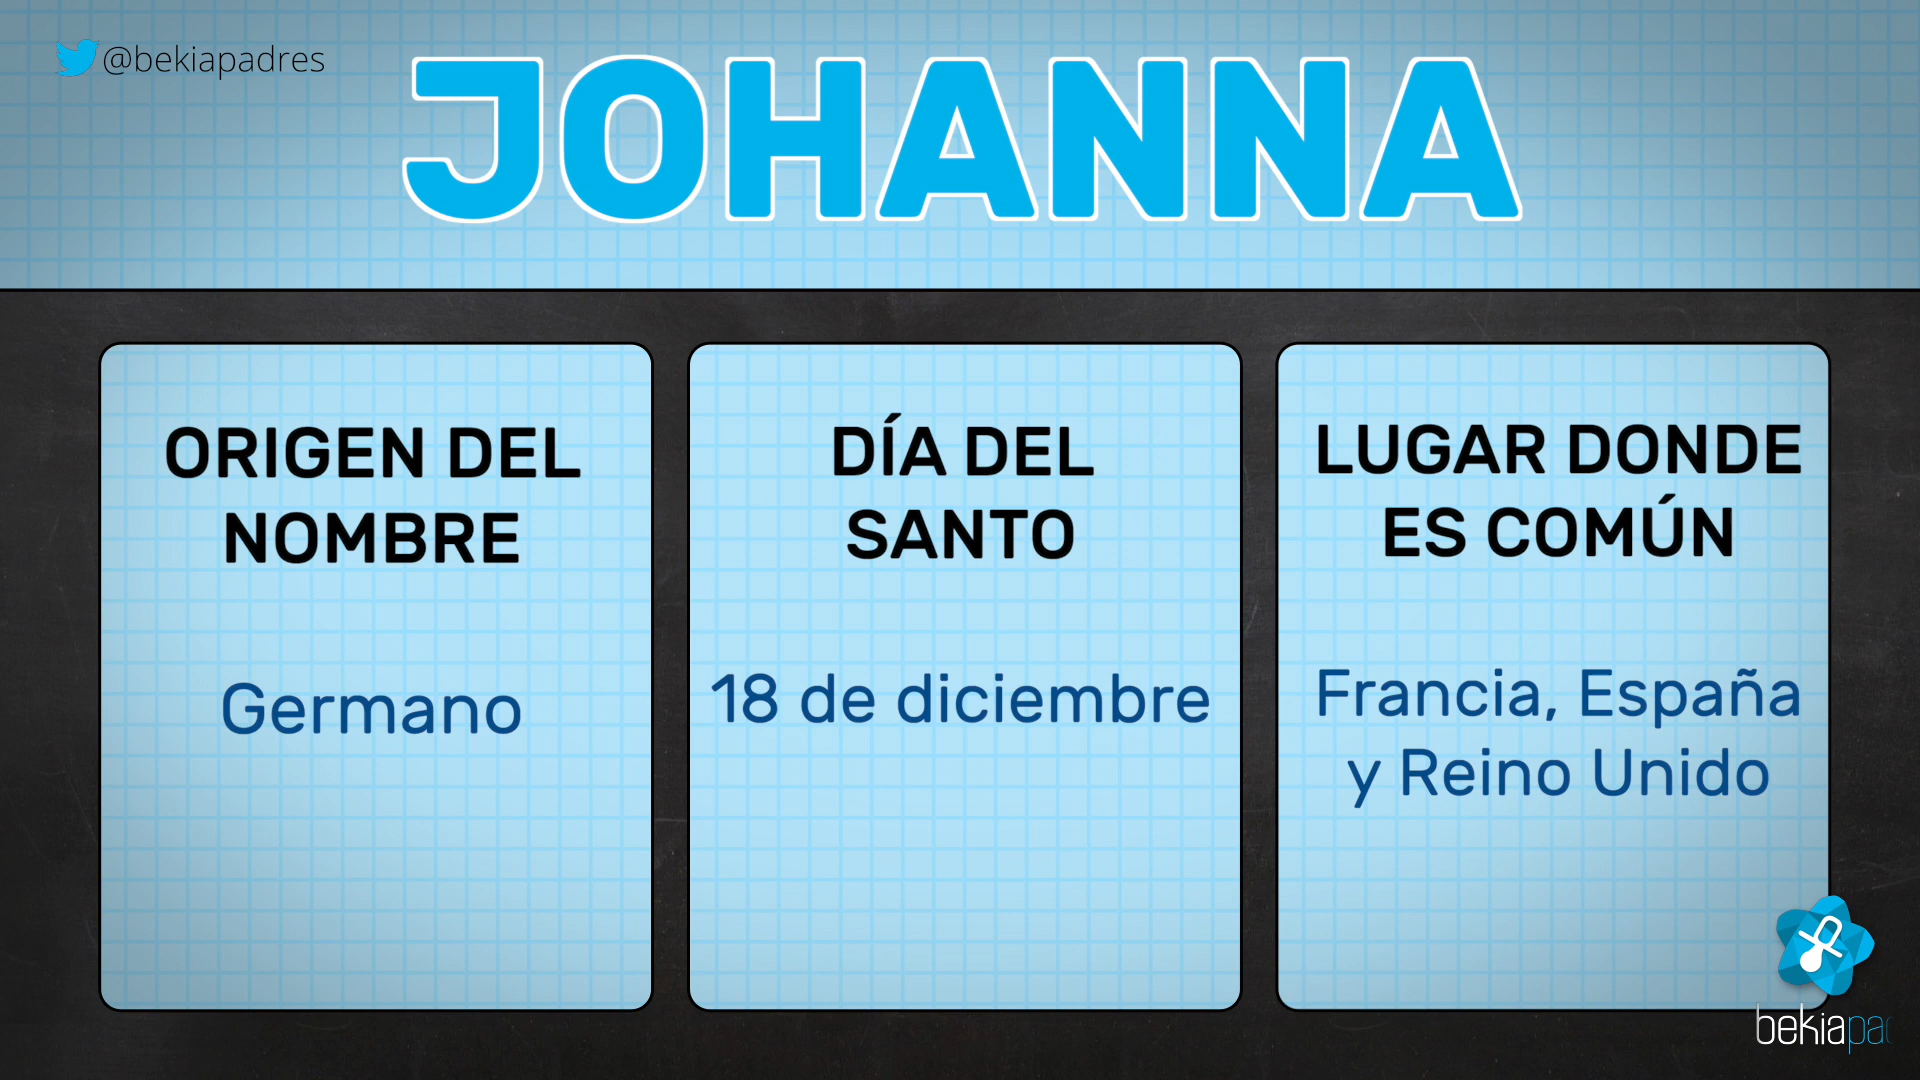 @bekiapadres
JOHANNA
ORIGEN DEL
NOMBRE
Germano
DÍA DEL
SANTO
18 de diciembre
LUGAR DONDE
ES COMÚN
Francia, España
y Reino Unido
bekiapa